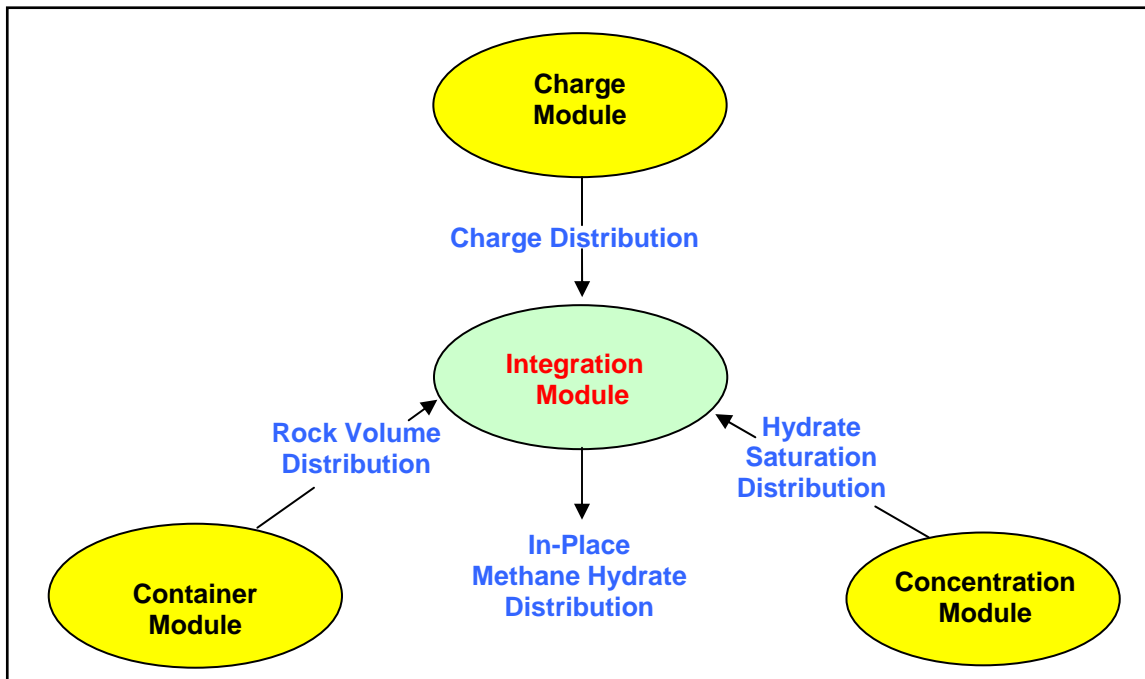 Charge
Module
Charge Distribution
Integration
Module
Rock Volume
Distribution
Hydrate
Saturation
Distribution
In-Place
Methane Hydrate
Distribution
Container
Module
Concentration
Module